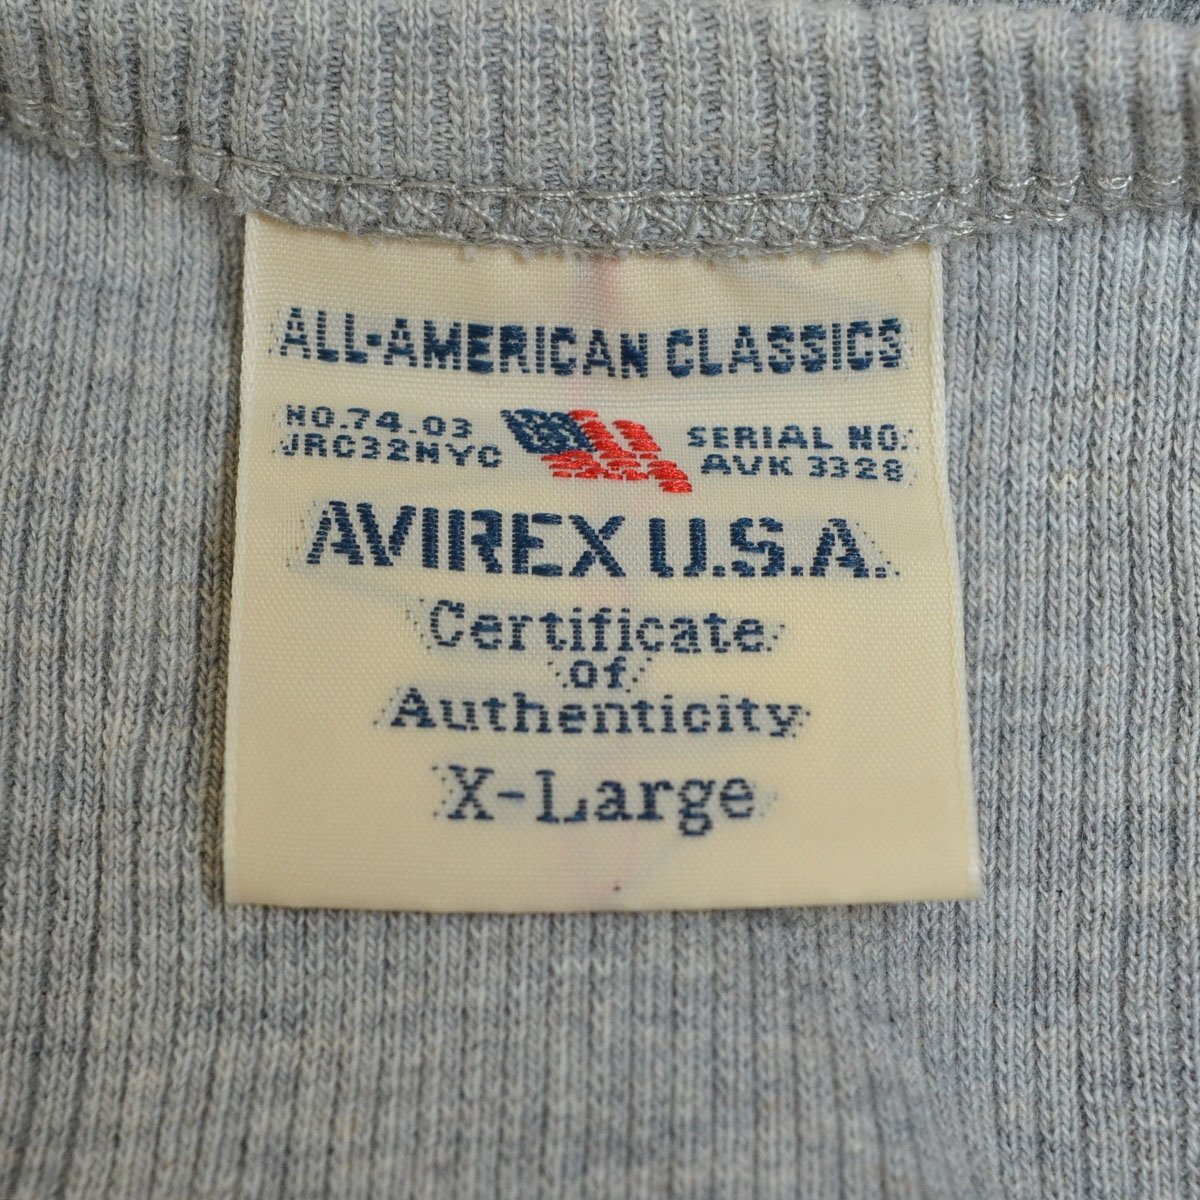 ALL-AMERICAN CLASSICS
NO.74.03
JRC32NYC
SERIAL NO.
AVK 3328
AVIREX U.S.A.
Certificate
of
Authenticity
X-Large